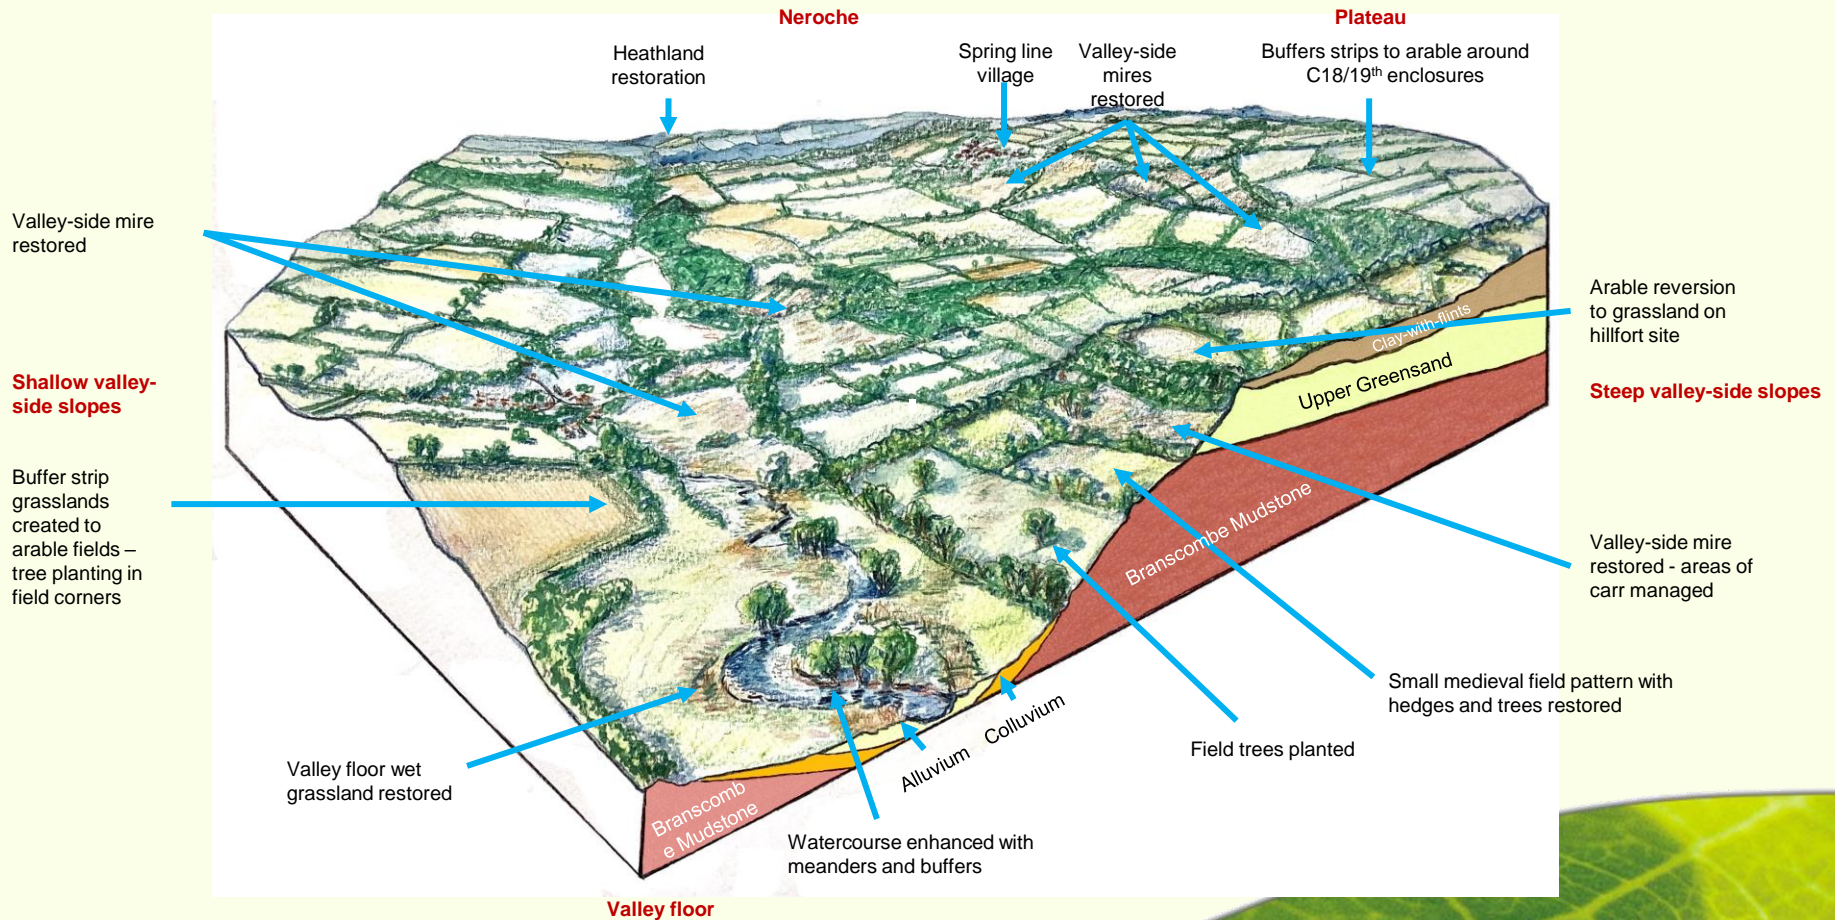 Neroche
Plateau
Heathland
restoration
Spring line
village
Valley-side
mires
restored
Buffers strips to arable around
C18/19th enclosures
Valley-side mire
restored
Arable reversion
to grassland on
hillfort site
Clay-with-flints
Upper Greensand
Branscombe Mudstone
Shallow valley-
side slopes
Steep valley-side slopes
Buffer strip
grasslands
created to
arable fields –
tree planting in
field corners
Valley-side mire
restored - areas of
carr managed
Small medieval field pattern with
hedges and trees restored
Field trees planted
Colluvium
Alluvium
Valley floor wet
grassland restored
Branscomb
e Mudstone
Watercourse enhanced with
meanders and buffers
Valley floor